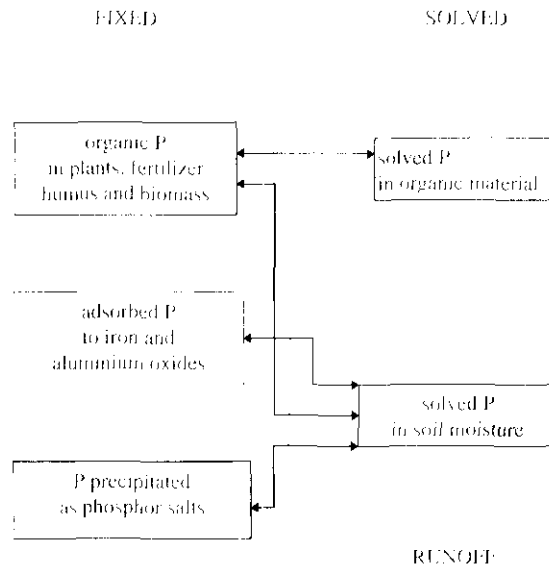 FIXED
SOLVED
organic P
in plants, fertilizer
humus and biomass
solved P
in organic material
adsorbed P
to iron and
aluminium oxides
solved P
in soil moisture
P precipitated
as phosphor salts
RUNOFF